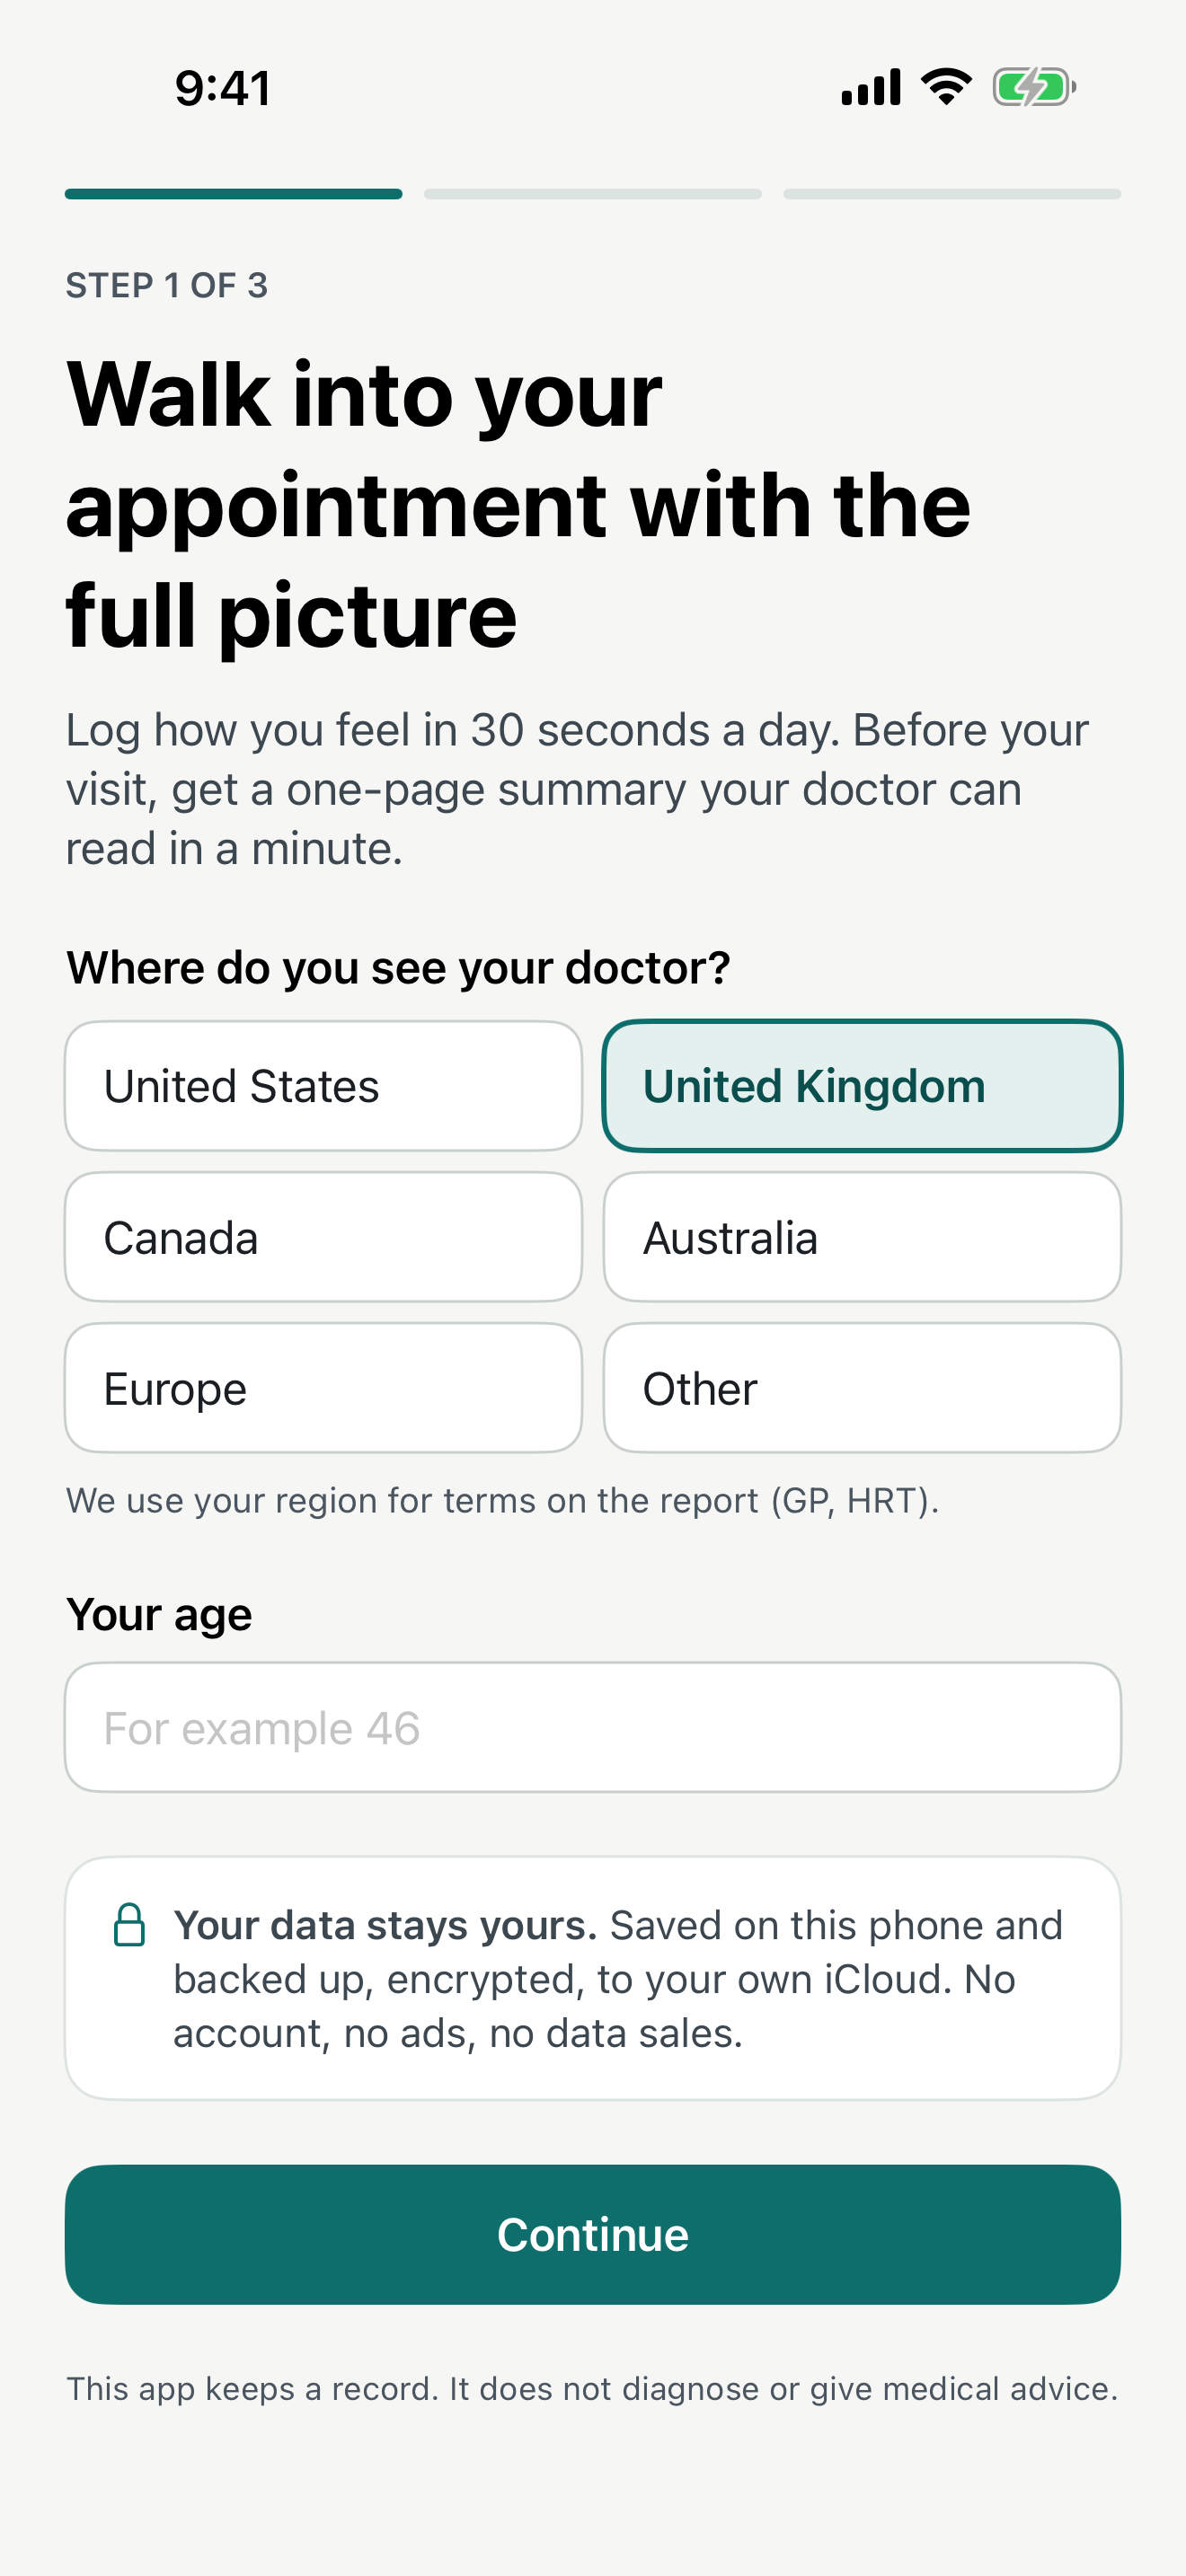 9:41
STEP 1 OF 3
Walk into your
appointment with the
full picture
Log how you feel in 30 seconds a day. Before your
visit, get a one-page summary your doctor can
read in a minute.
Where do you see your doctor?
United States
United Kingdom
Canada
Australia
Europe
Other
We use your region for terms on the report (GP, HRT).
Your age
For example 46
Your data stays yours. Saved on this phone and
backed up, encrypted, to your own iCloud. No
account, no ads, no data sales.
Continue
This app keeps a record. It does not diagnose or give medical advice.